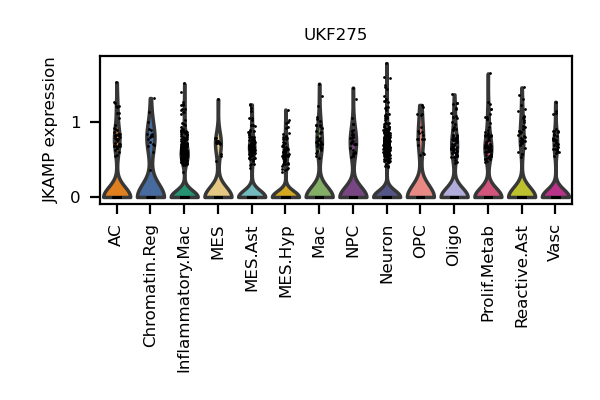 UKF275
JKAMP expression
1
0
AC
Chromatin.Reg
Inflammatory.Mac
MES
MES.Ast
MES.Hyp
Mac
NPC
Neuron
OPC
Oligo
Prolif.Metab
Reactive.Ast
Vasc